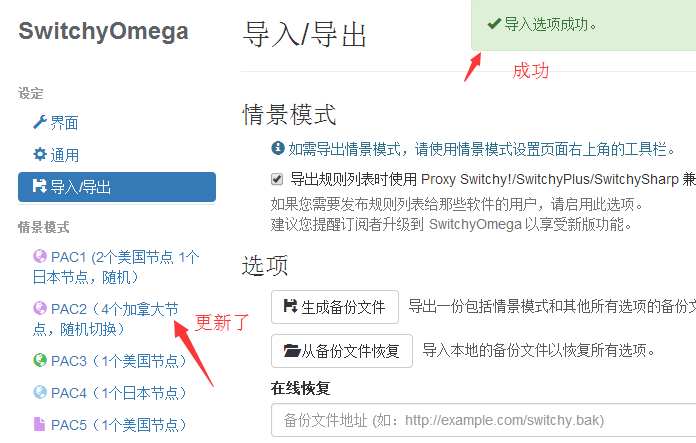 SwitchyOmega
设定
界面
通用
导入/导出
情景模式
PAC1 (2个美国节点 1个
日本节点，随机）
PAC2（4个加拿大节
点，随机切换）
PAC3（1个美国节点）
PAC4（1个日本节点）
PAC5（1个美国节点）
更新了
导入/导出
导入选项成功。
成功
情景模式
如需导出情景模式，请使用情景模式设置页面右上角的工具栏。
导出规则列表时使用 Proxy Switchy!/SwitchyPlus/SwitchySharp 兼
如果您需要发布规则列表给那些软件的用户，请启用此选项。
建议您提醒订阅者升级到 SwitchyOmega 以享受新版功能。
选项
生成备份文件 导出一份包括情景模式和其他所有选项的备份文
从备份文件恢复 导入本地的备份文件以恢复所有选项。
在线恢复
备份文件地址 (如：http://example.com/switchy.bak)